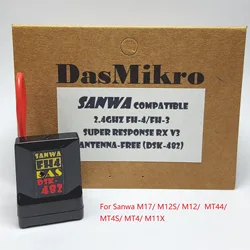 DasMikro
SANWA COMPATIBLE
2.4GHZ FH-4/FH-3
SUPER RESPONSE RX V3
ANTENNA-FREE (DSK-482)
SANWA
FH4
SAS
DSK-
482
For Sanwa M17/ M12S/ M12/ MT44/
MT4S/ MT4/ M11X